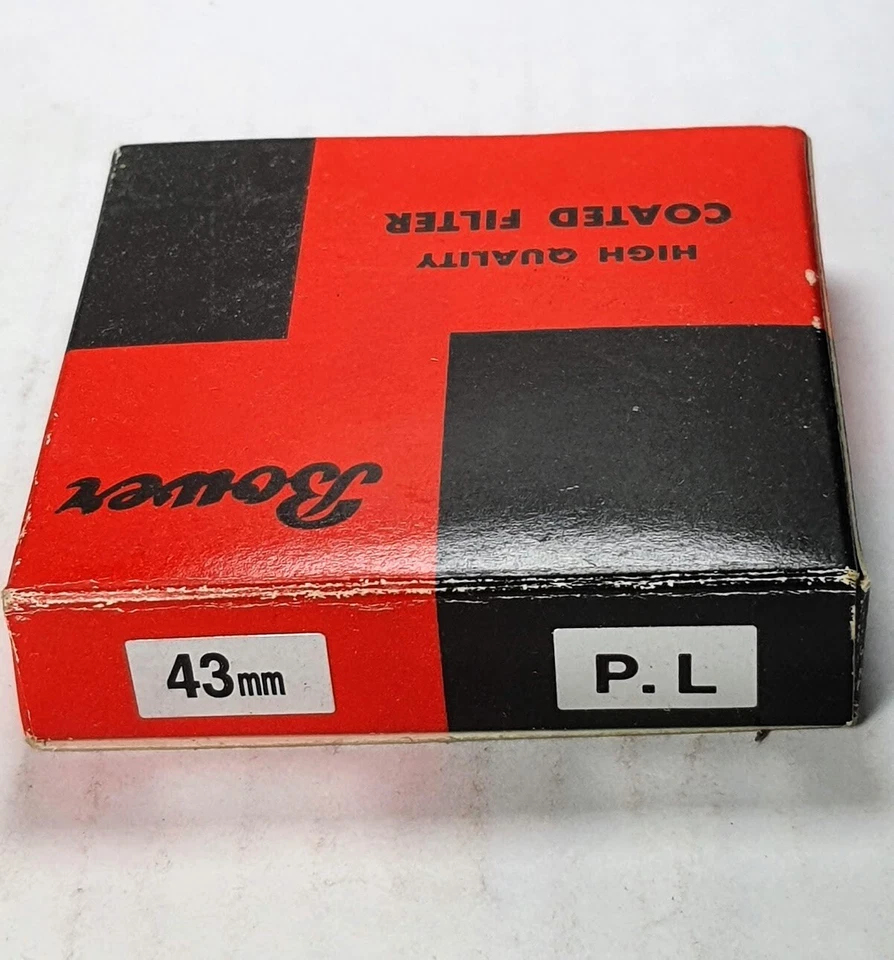 HIGH QUALITY
COATED FILTER
Bower
43mm
P. L